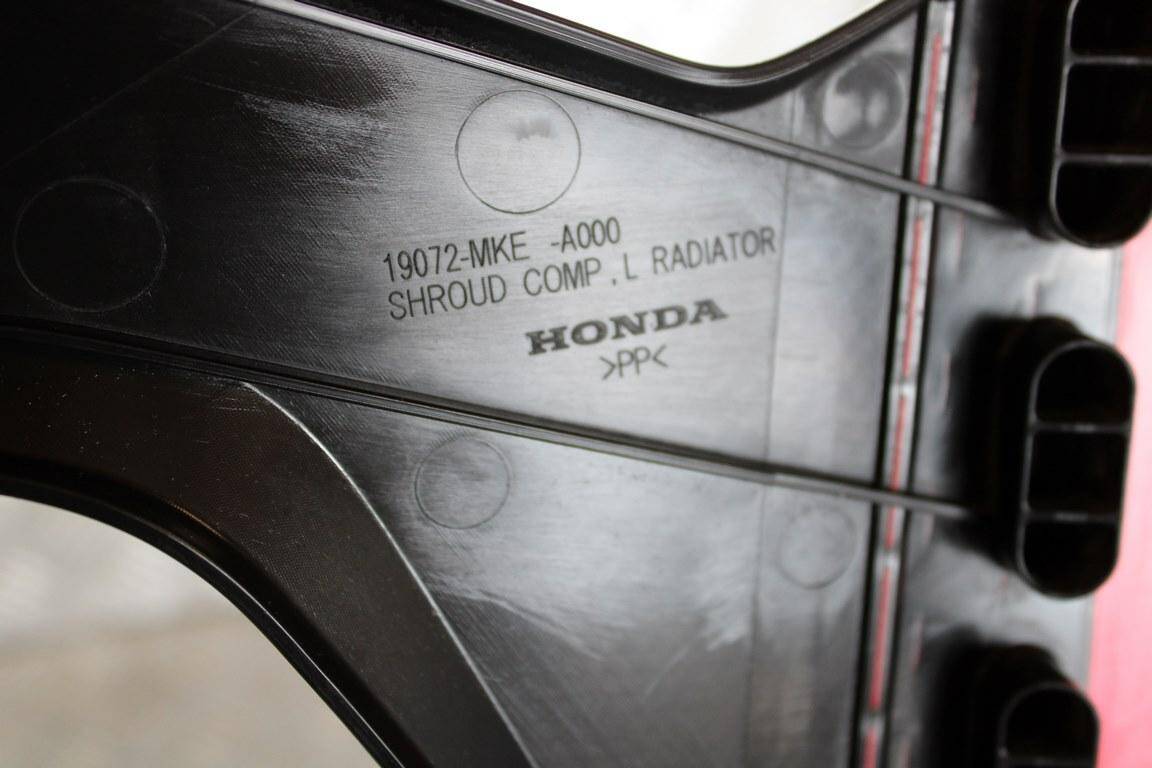 19072-MKE -A000
SHROUD COMP.L RADIATOR
HONDA
>PP<